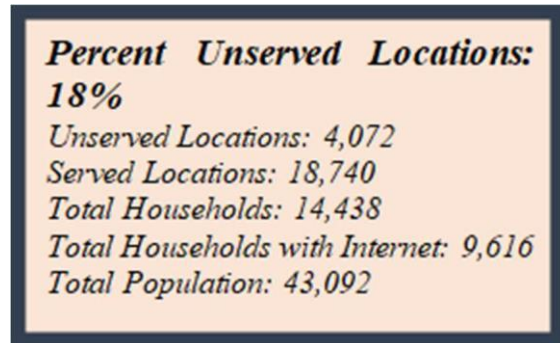 Percent Unserved Locations:
18%
Unserved Locations: 4,072
Served Locations: 18,740
Total Households: 14,438
Total Households with Internet: 9,616
Total Population: 43,092